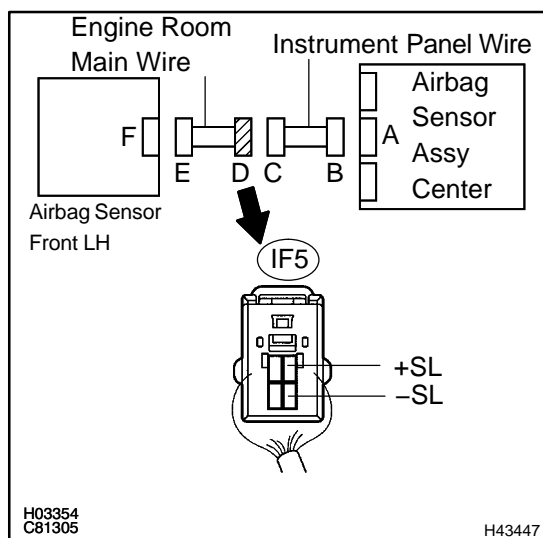 Engine Room
Main Wire
Instrument Panel Wire
Airbag
Sensor
Assy
Center
F
E
D
C
B
A
Airbag Sensor
Front LH
IF5
+SL
–SL
H03354
C81305
H43447